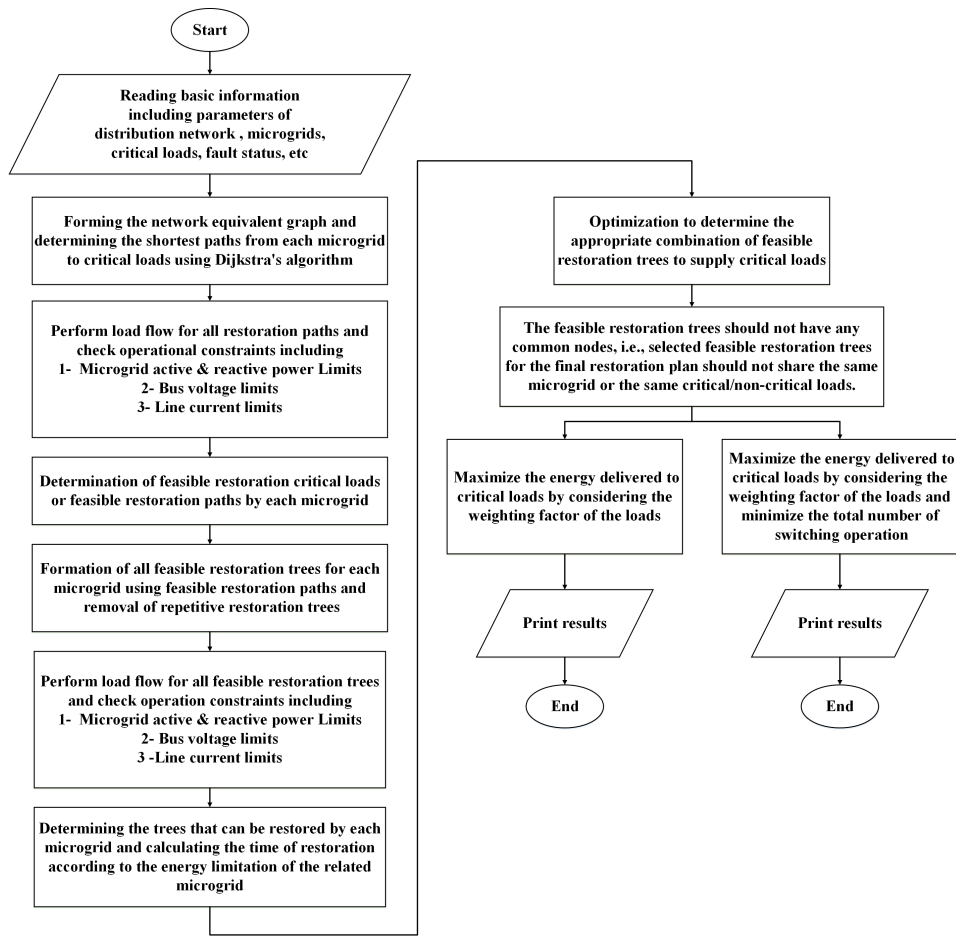 Start
Reading basic information
including parameters of
distribution network , microgrids,
critical loads, fault status, etc
Forming the network equivalent graph and
determining the shortest paths from each microgrid
to critical loads using Dijkstra's algorithm
Perform load flow for all restoration paths and
check operational constraints including
1- Microgrid active & reactive power Limits
2- Bus voltage limits
3- Line current limits
Determination of feasible restoration critical loads
or feasible restoration paths by each microgrid
Formation of all feasible restoration trees for each
microgrid using feasible restoration paths and
removal of repetitive restoration trees
Perform load flow for all feasible restoration trees
and check operation constraints including
1- Microgrid active & reactive power Limits
2- Bus voltage limits
3 -Line current limits
Determining the trees that can be restored by each
microgrid and calculating the time of restoration
according to the energy limitation of the related
microgrid
Optimization to determine the
appropriate combination of feasible
restoration trees to supply critical loads
The feasible restoration trees should not have any
common nodes, i.e., selected feasible restoration trees
for the final restoration plan should not share the same
microgrid or the same critical/non-critical loads.
Maximize the energy delivered to
critical loads by considering the
weighting factor of the loads
Print results
End
Maximize the energy delivered to
critical loads by considering the
weighting factor of the loads and
minimize the total number of
switching operation
Print results
End